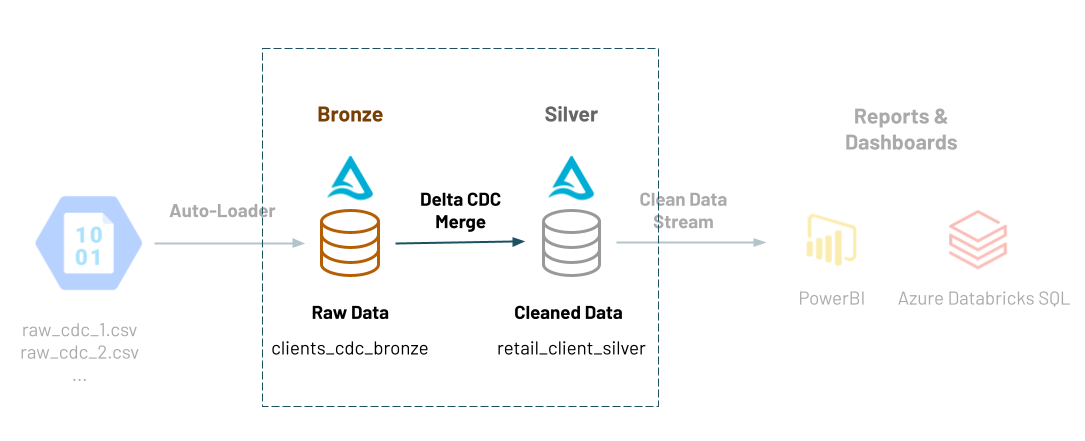 Bronze
Silver
Reports &
Dashboards
Auto-Loader
Delta CDC
Merge
Clean Data
Stream
10
01
Raw Data
Cleaned Data
PowerBI
Azure Databricks SQL
raw_cdc_1.csv
raw_cdc_2.csv
...
clients_cdc_bronze
retail_client_silver